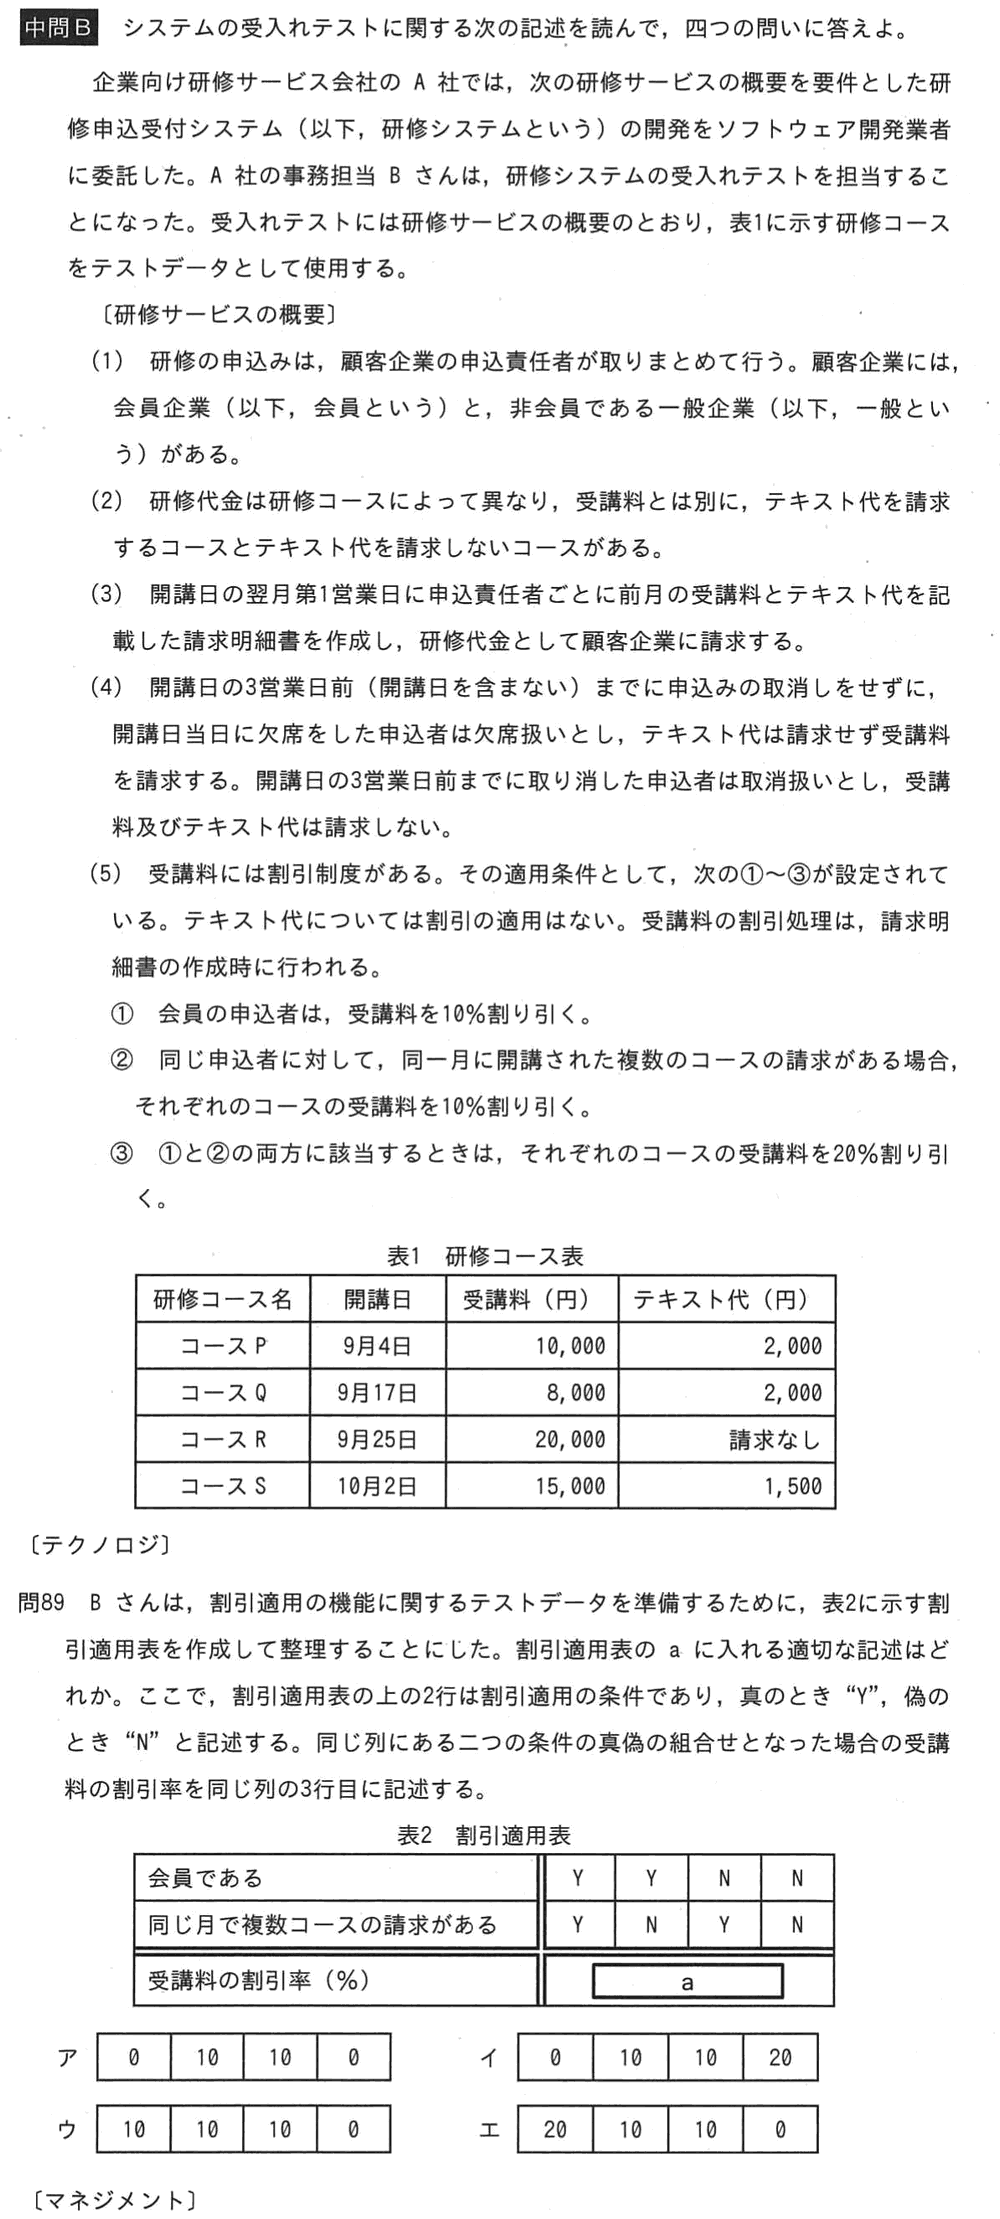 中問B システムの受入れテストに関する次の記述を読んで，四つの問いに答えよ。
企業向け研修サービス会社の A 社では，次の研修サービスの概要を要件とした研
修申込受付システム（以下，研修システムという）の開発をソフトウェア開発業者
に委託した。A 社の事務担当 B さんは，研修システムの受入れテストを担当するこ
とになった。受入れテストには研修サービスの概要のとおり，表1に示す研修コース
をテストデータとして使用する。
〔研修サービスの概要〕
(1) 研修の申込みは，顧客企業の申込責任者が取りまとめて行う。顧客企業には，
会員企業（以下，会員という）と，非会員である一般企業（以下，一般とい
う）がある。
(2) 研修代金は研修コースによって異なり，受講料とは別に，テキスト代を請求
するコースとテキスト代を請求しないコースがある。
(3) 開講日の翌月第1営業日に申込責任者ごとに前月の受講料とテキスト代を記
載した請求明細書を作成し，研修代金として顧客企業に請求する。
(4) 開講日の3営業日前（開講日を含まない）までに申込みの取消しをせずに，
開講日当日に欠席をした申込者は欠席扱いとし，テキスト代は請求せず受講料
を請求する。開講日の3営業日前までに取り消した申込者は取消扱いとし，受講
料及びテキスト代は請求しない。
(5) 受講料には割引制度がある。その適用条件として，次の①～③が設定されて
いる。テキスト代については割引の適用はない。受講料の割引処理は，請求明
細書の作成時に行われる。
① 会員の申込者は，受講料を10％割り引く。
② 同じ申込者に対して，同一月に開講された複数のコースの請求がある場合，
それぞれのコースの受講料を10％割り引く。
③ ①と②の両方に該当するときは，それぞれのコースの受講料を20％割り引
く。
表1 研修コース表
研修コース名 開講日 受講料（円） テキスト代（円）
コースP 9月4日 10,000 2,000
コースQ 9月17日 8,000 2,000
コースR 9月25日 20,000 請求なし
コースS 10月2日 15,000 1,500
〔テクノロジ〕
問89 B さんは，割引適用の機能に関するテストデータを準備するために，表2に示す割
引適用表を作成して整理することにした。割引適用表の a に入れる適切な記述はど
れか。ここで，割引適用表の上の2行は割引適用の条件であり，真のとき“Y”，偽の
とき“N”と記述する。同じ列にある二つの条件の真偽の組合せとなった場合の受講
料の割引率を同じ列の3行目に記述する。
表2 割引適用表
会員である Y Y N N
同じ月で複数コースの請求がある Y N Y N
受講料の割引率（％） a
ア 0 10 10 0 イ 0 10 10 20
ウ 10 10 10 0 エ 20 10 10 0
〔マネジメント〕